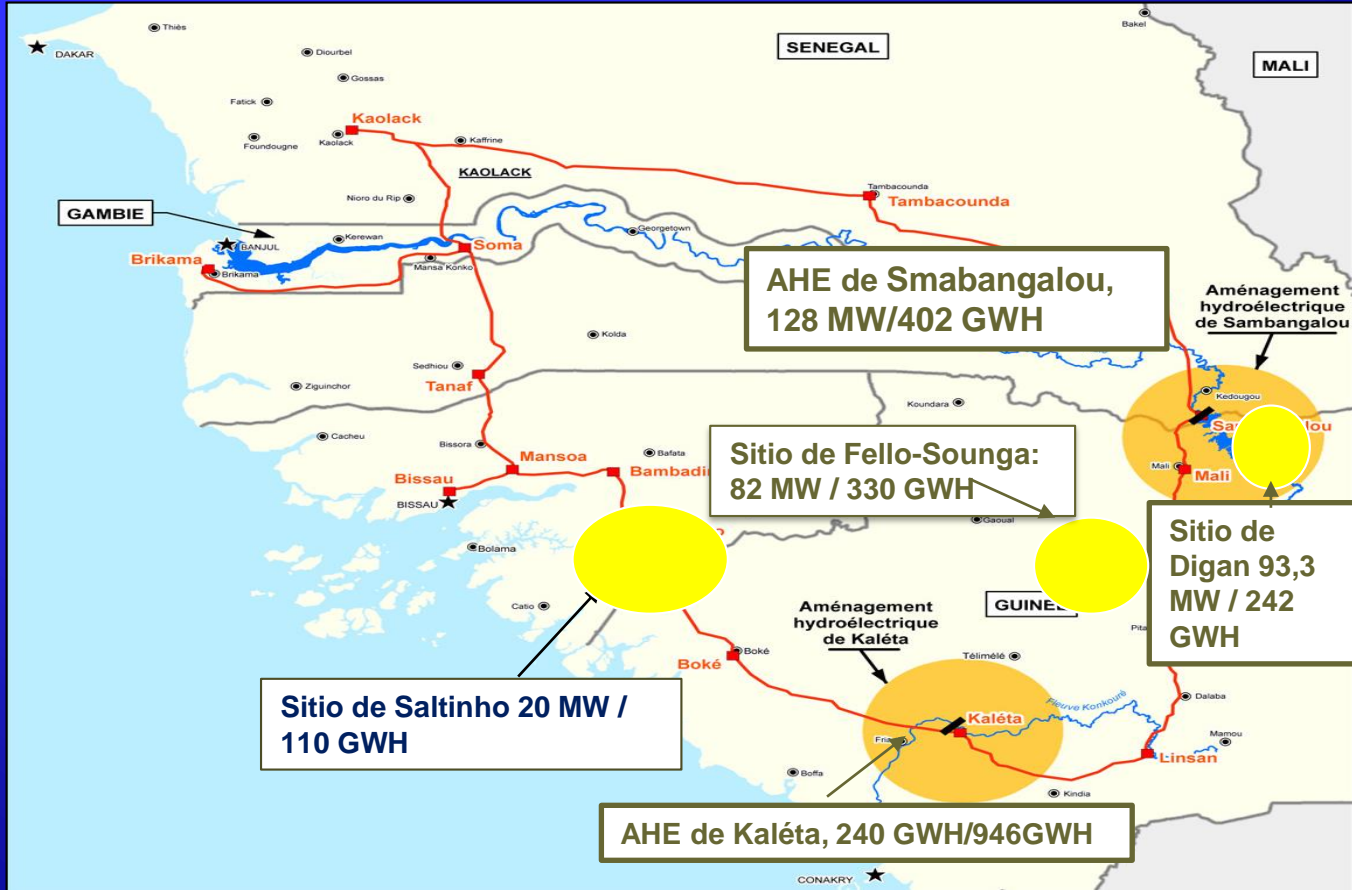 Bakel
Thiès
DAKAR
Diourbel
SENEGAL
MALI
Gossas
Fatick
Kaolack
Foundougne
Kaolack
Kaffrine
KAOLACK
Tambacounda
Tambacounda
Nioro du Rip
GAMBIE
Georgetown
BANJUL
Kerewan
Soma
Brikama
Brikama
Mansa Konko
AHE de Smabangalou,
128 MW/402 GWH
Aménagement
hydroélectrique
de Sambangalou
Kolda
Sedhiou
Tanaf
Ziguinchor
Koundara
Kedougou
Cacheu
Bissora
Bafata
Mansoa
Bissau
BISSAU
Mali
Mali
Sitio de Fello-Sounga:
82 MW / 330 GWH
Gaoual
Bolama
Sitio de
Digan 93,3
MW / 242
GWH
Catio
Aménagement
hydroélectrique
de Kaléta
Boké
Boké
Télimélé
Sitio de Saltinho 20 MW /
110 GWH
Dalaba
Fleuve Konkouré
Kaléta
Mamou
Linsan
Boffa
Kindia
AHE de Kaléta, 240 GWH/946GWH
CONAKRY